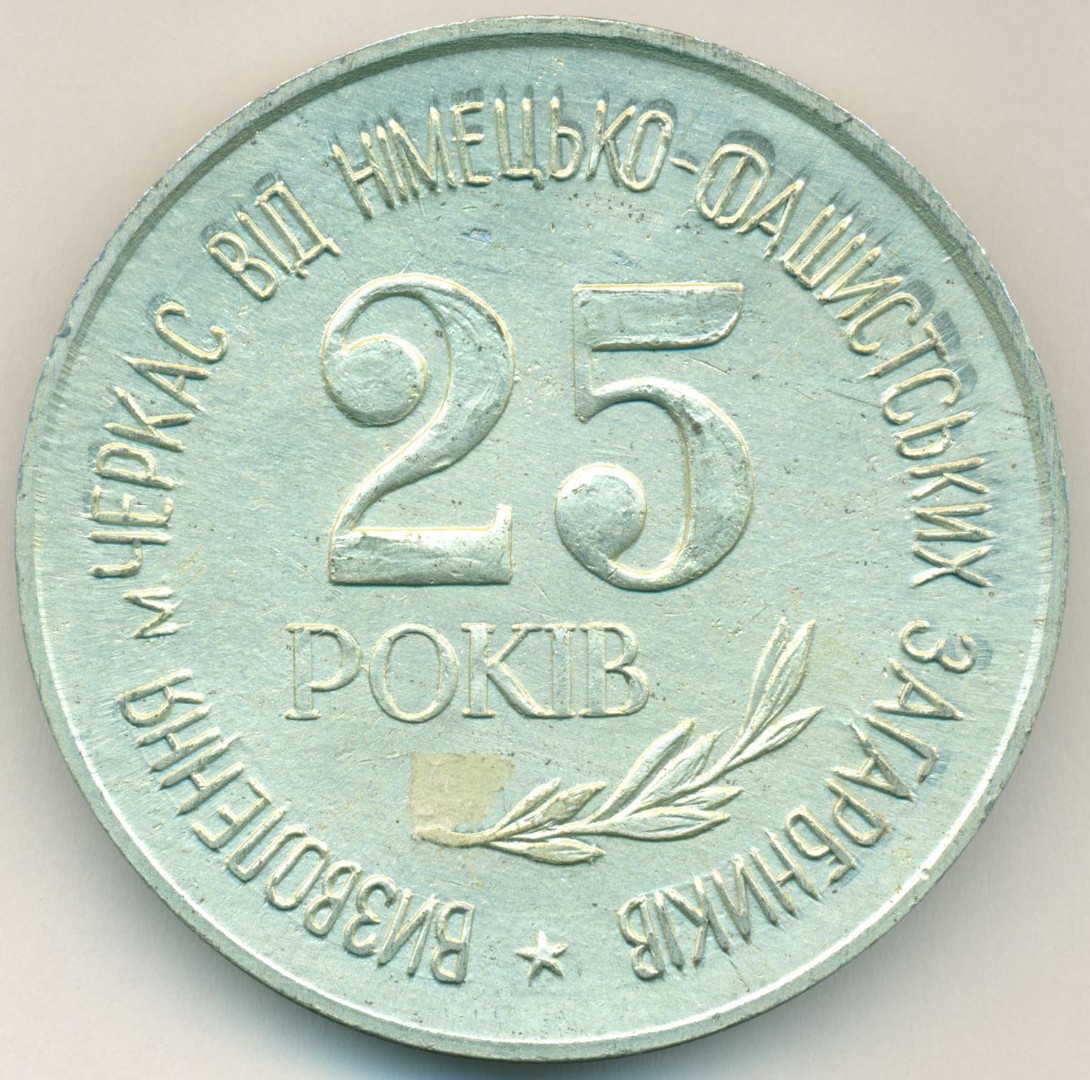 ВИЗВОЛЕННЯ м ЧЕРКАС ВІД НІМЕЦЬКО-ФАШИСТСЬКИХ ЗАГАРБНИКІВ
25
РОКІВ